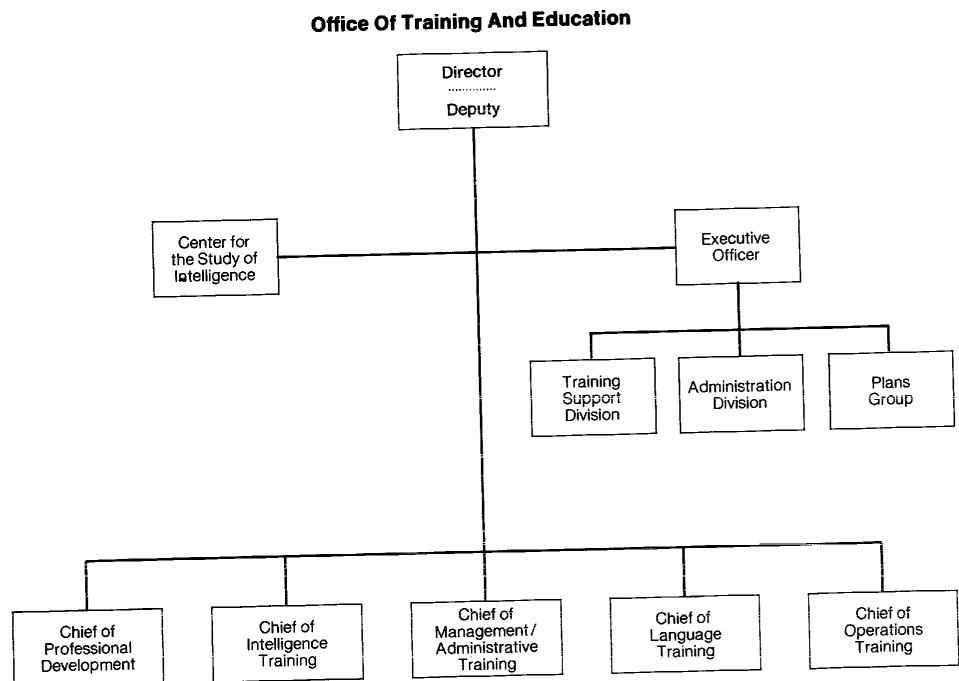 Office Of Training And Education
Director
Deputy
Center for
the Study of
Intelligence
Executive
Officer
Training
Support
Division
Administration
Division
Plans
Group
Chief of
Professional
Development
Chief of
Intelligence
Training
Chief of
Management/
Administrative
Training
Chief of
Language
Training
Chief of
Operations
Training